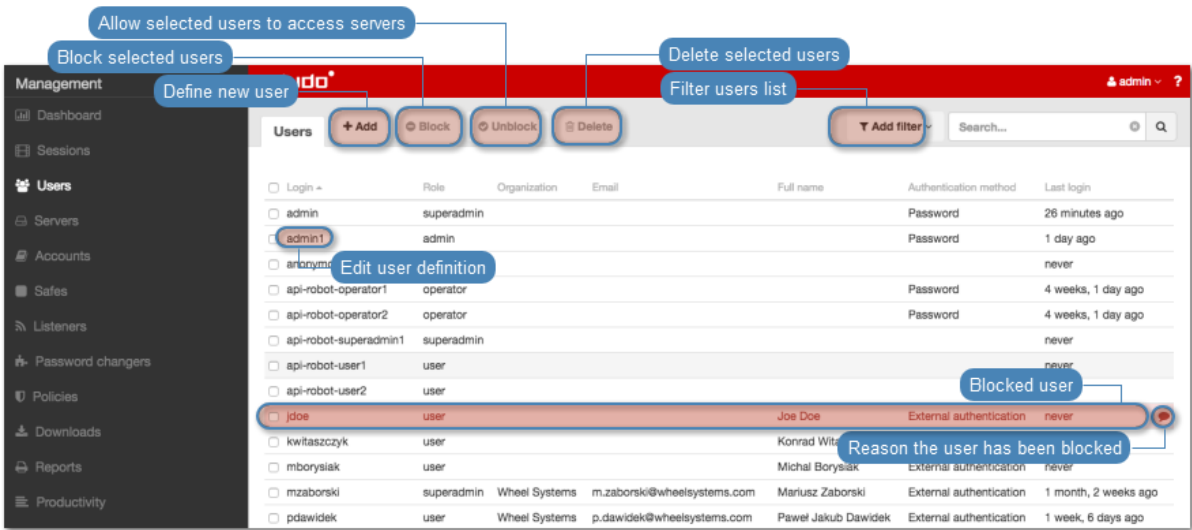 Allow selected users to access servers
Block selected users
Delete selected users
Management
Define new user
udo
Filter users list
admin
?
Dashboard
Users
Add
Block
Unblock
Delete
Add filter
Search...
Sessions
Users
Login Role Organization Email Full name Authentication method Last login
admin superadmin Password 26 minutes ago
Servers
admin1 admin Password 1 day ago
Accounts
anonymo never
Edit user definition
Safes
api-robot-operator1 operator Password 4 weeks, 1 day ago
api-robot-operator2 operator Password 4 weeks, 1 day ago
Listeners
api-robot-superadmin1 superadmin never
Password changers
api-robot-user1 user never
Blocked user
api-robot-user2 user
Policies
jdoe user Joe Doe External authentication never
Downloads
kwitaszczyk user Konrad Wita
Reason the user has been blocked
Reports
mborysiak user Michal Borysiak External authentication never
mzaborski superadmin Wheel Systems m.zaborski@wheelsystems.com Mariusz Zaborski External authentication 1 month, 2 weeks ago
Productivity
pdawidek user Wheel Systems p.dawidek@wheelsystems.com Paweł Jakub Dawidek External authentication 1 week, 6 days ago